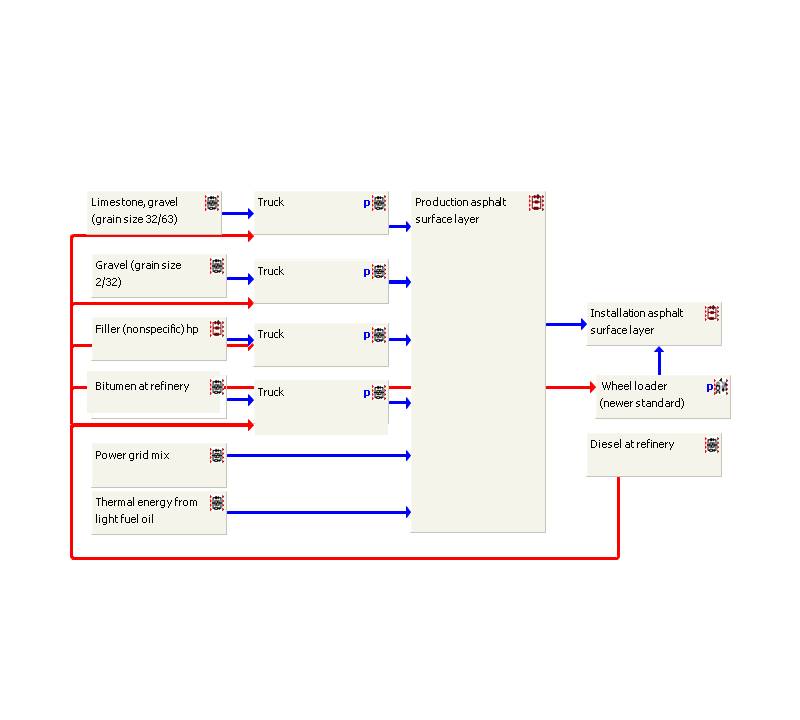 Limestone, gravel
(grain size 32/63)
Truck
p
Production asphalt
surface layer
Gravel (grain size
2/32)
Truck
p
Filler (nonspecific) hp
Truck
p
Bitumen at refinery
Truck
p
Power grid mix
Thermal energy from
light fuel oil
Installation asphalt
surface layer
Wheel loader
(newer standard)
p
Diesel at refinery